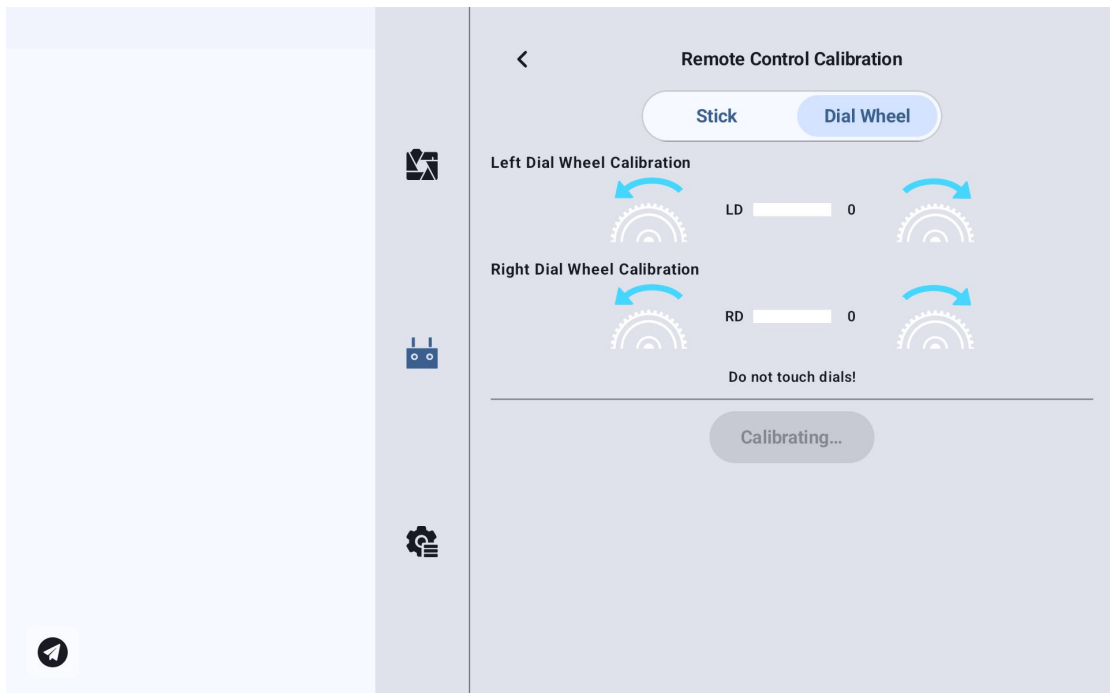 Remote Control Calibration
Stick Dial Wheel
Left Dial Wheel Calibration
LD 0
Right Dial Wheel Calibration
RD 0
Do not touch dials!
Calibrating...